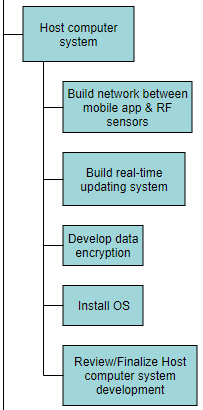 Host computer
system
Build network between
mobile app & RF
sensors
Build real-time
updating system
Develop data
encryption
Install OS
Review/Finalize Host
computer system
development